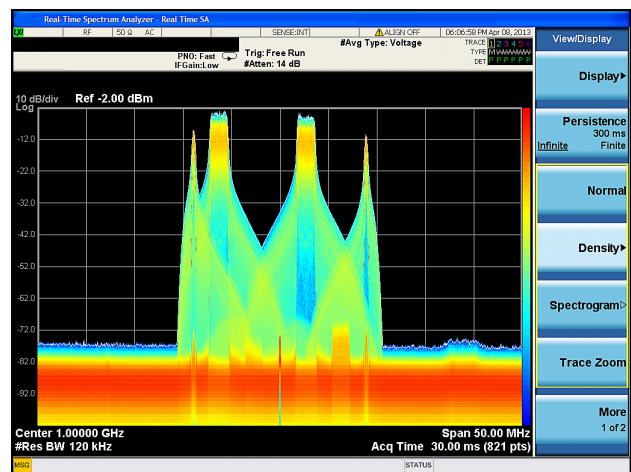 Real-Time Spectrum Analyzer - Real Time SA
LXI RF 50 Ω AC SENSE:INT ALIGN OFF 06:06:58 PM Apr 08, 2013
PNO: Fast
IFGain:Low
Trig: Free Run
#Atten: 14 dB
#Avg Type: Voltage
TRACE 1 2 3 4 5 6
TYPE
DET P P P P P P
10 dB/div Ref -2.00 dBm
Log
-12.0
-22.0
-32.0
-42.0
-52.0
-62.0
-72.0
-82.0
-92.0
Center 1.00000 GHz Span 50.00 MHz
#Res BW 120 kHz Acq Time 30.00 ms (821 pts)
MSG STATUS
View/Display
Display
Persistence
300 ms
Infinite Finite
Normal
Density
Spectrogram
Trace Zoom
More
1 of 2